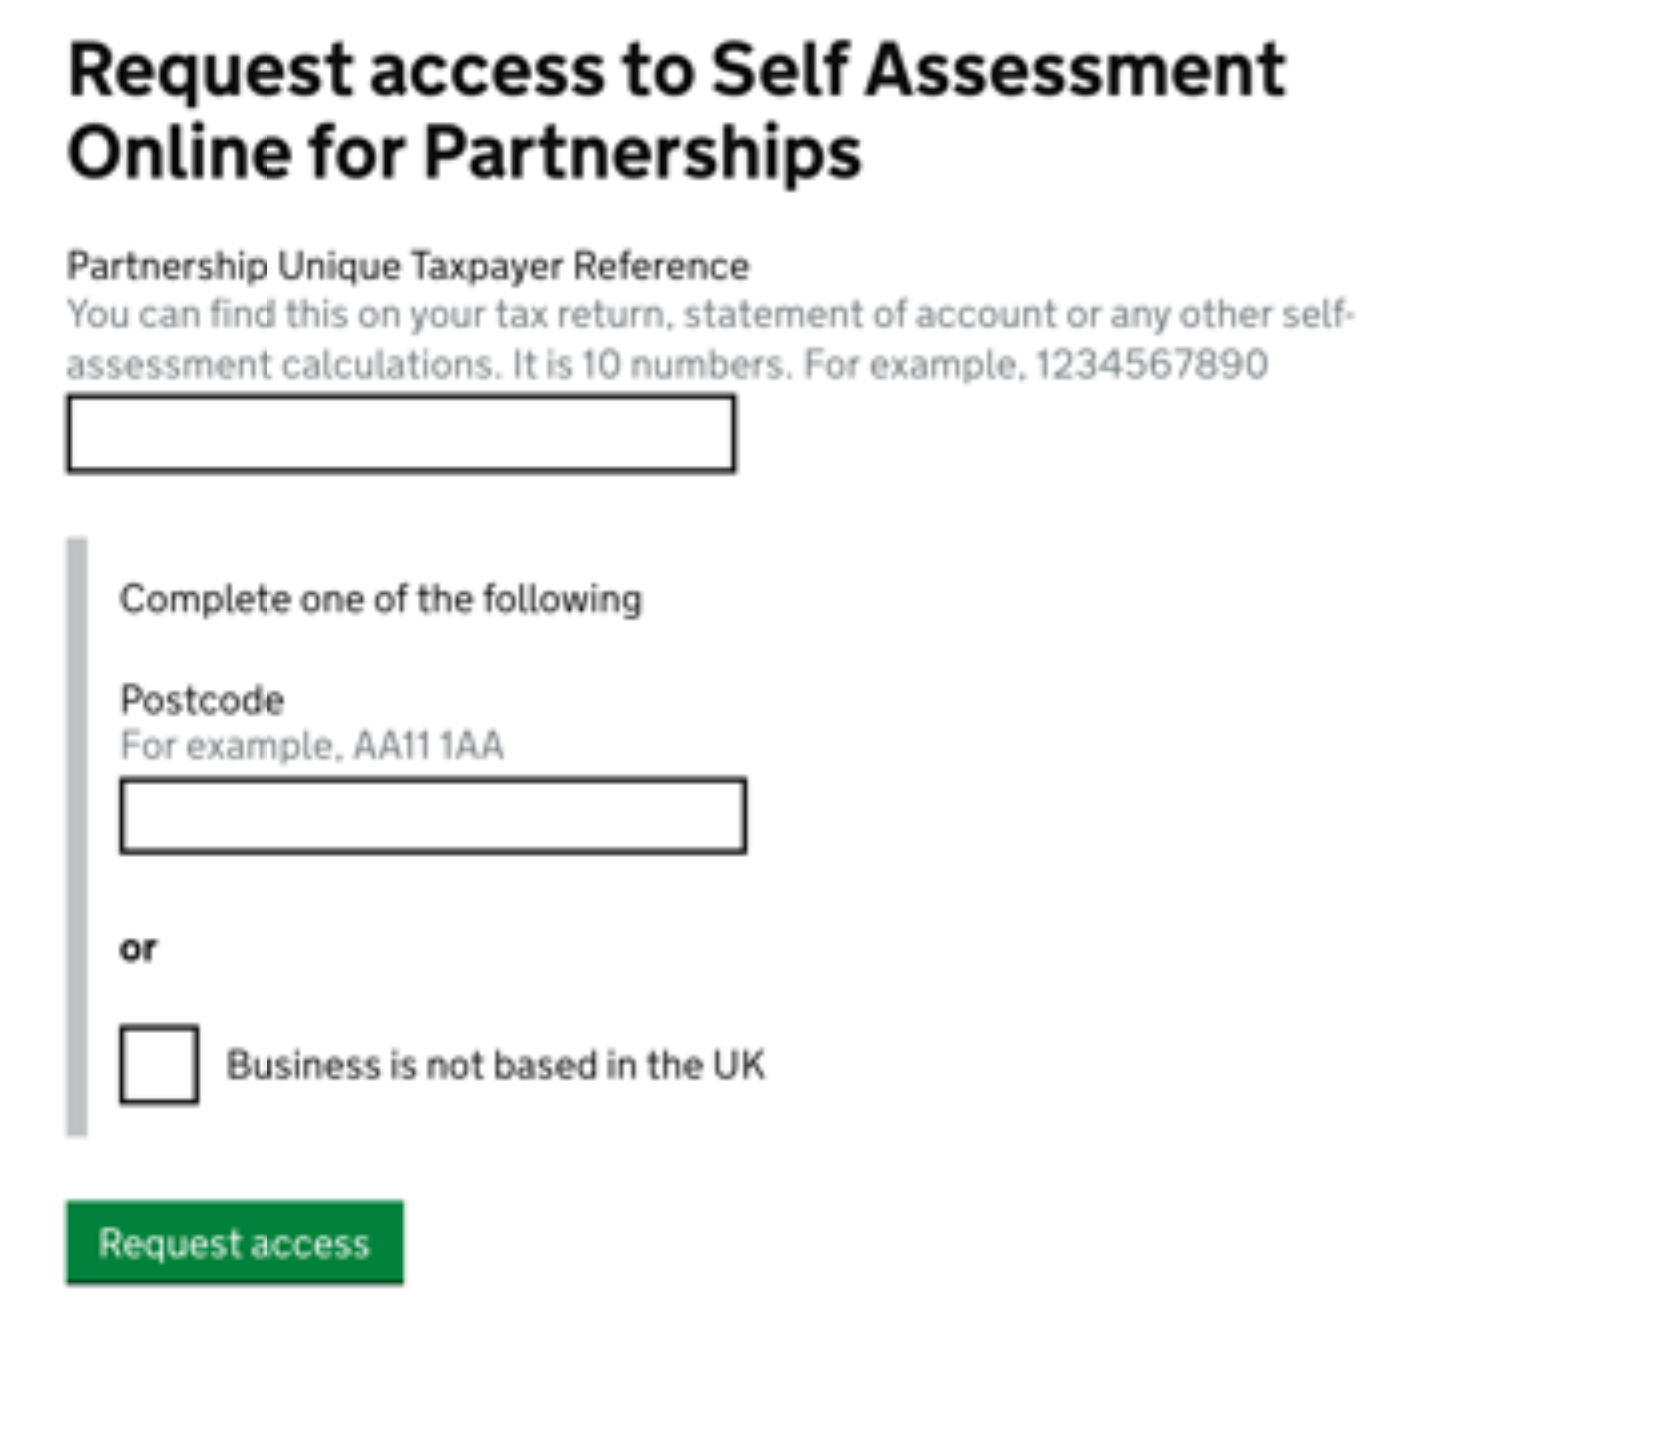 Request access to Self Assessment
Online for Partnerships
Partnership Unique Taxpayer Reference
You can find this on your tax return, statement of account or any other self-
assessment calculations. It is 10 numbers. For example, 1234567890
Complete one of the following
Postcode
For example, AA11 1AA
or
Business is not based in the UK
Request access